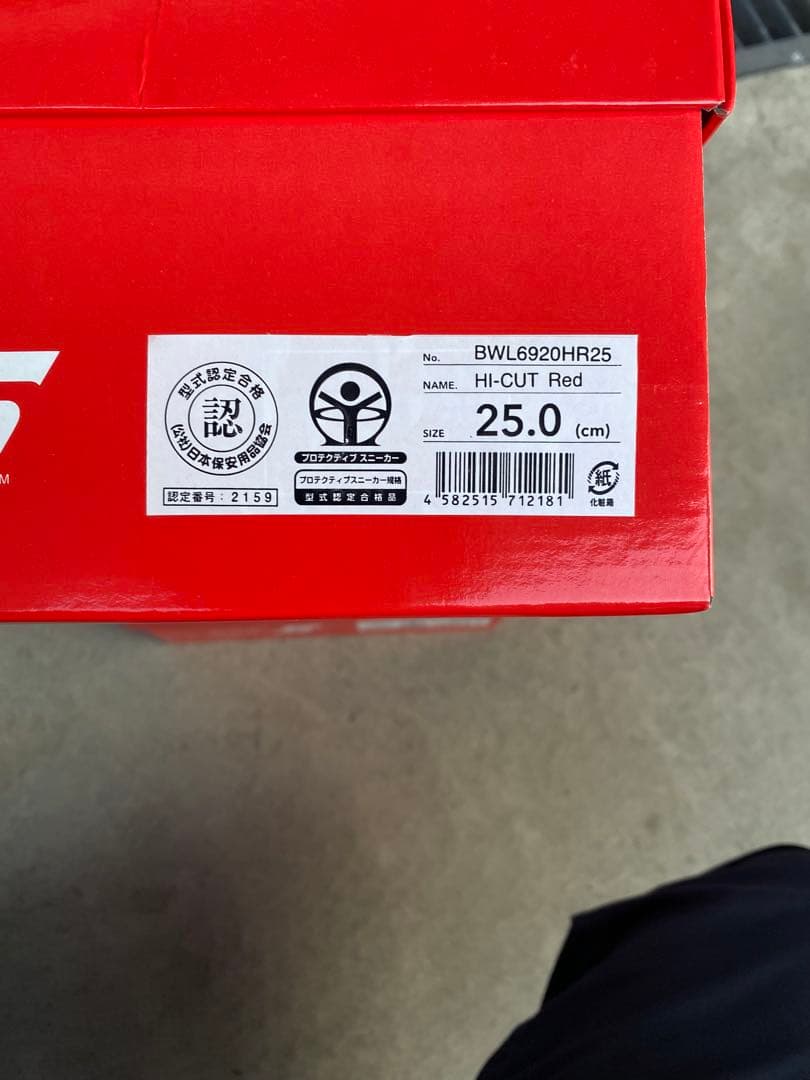 M
型式認定合格
認
(公社)日本保安用品協会
認定番号：2159
プロテクティブ スニーカー
プロテクティブスニーカー規格
型式認定合格品
No. BWL6920HR25
NAME. HI-CUT Red
SIZE 25.0 (cm)
4 582515 712181
紙
化粧箱